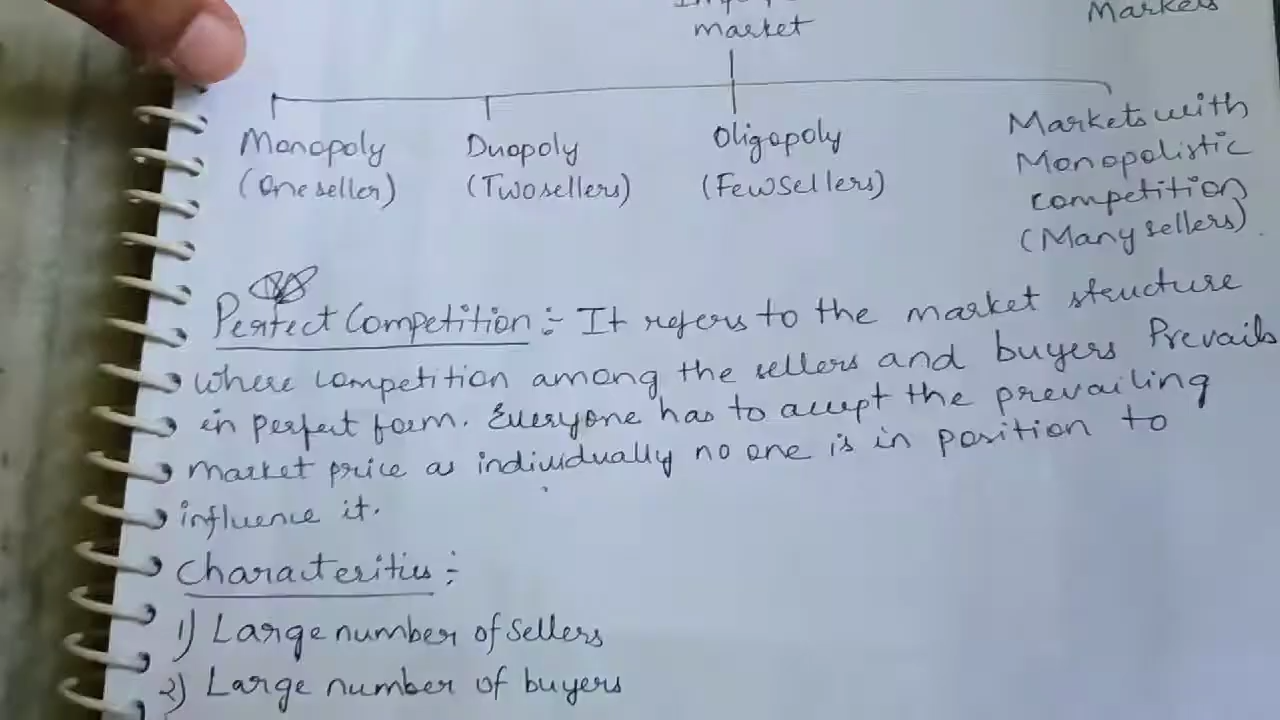 market
Markets
Monopoly
(One seller)
Duopoly
(Two sellers)
Oligopoly
(Few Sellers)
Markets with
Monopolistic
competition
(Many sellers)
Perfect Competition :- It refers to the market structure
where competition among the sellers and buyers Prevails
in perfect form. Everyone has to accept the prevailing
market price as individually no one is in position to
influence it.
Characterities :-
1) Large number of Sellers
2) Large number of buyers